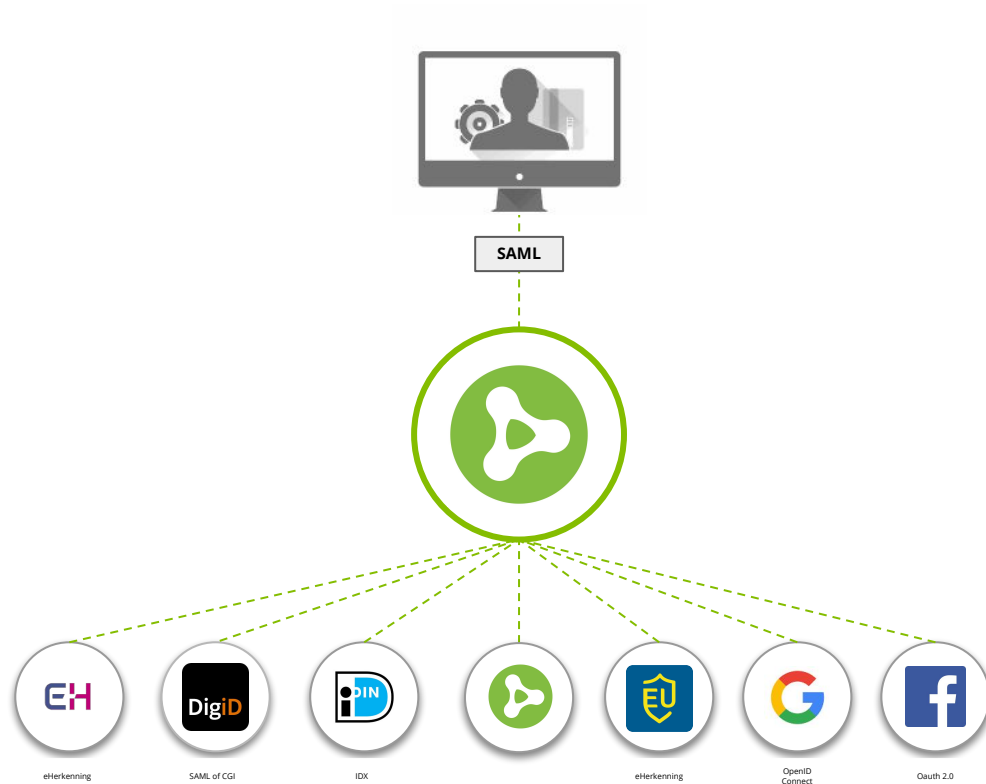 SAML
EH
DigiD
iDIN
EU
G
f
eHerkenning
SAML of CGI
IDX
eHerkenning
OpenID
Connect
Oauth 2.0